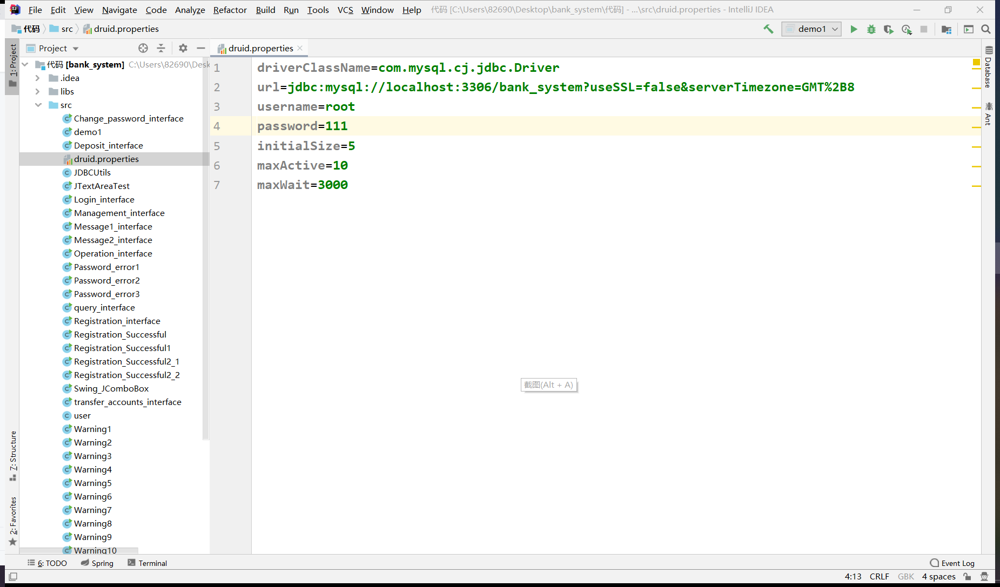 File Edit View Navigate Code Analyze Refactor Build Run Tools VCS Window Help 代码 [C:\Users\82690\Desktop\bank_system\代码] - ...\src\druid.properties - IntelliJ IDEA
代码 src druid.properties demo1
Project druid.properties
1: Project
代码 [bank_system] C:\Users\82690\Desk
.idea
libs
src
Change_password_interface
demo1
Deposit_interface
druid.properties
JDBCUtils
JTextAreaTest
Login_interface
Management_interface
Message1_interface
Message2_interface
Operation_interface
Password_error1
Password_error2
Password_error3
query_interface
Registration_interface
Registration_Successful
Registration_Successful1
Registration_Successful2_1
Registration_Successful2_2
Swing_JComboBox
transfer_accounts_interface
user
Warning1
Warning2
Warning3
Warning4
Warning5
Warning6
Warning7
Warning8
Warning9
Warning10
7: Structure
2: Favorites
1 driverClassName=com.mysql.cj.jdbc.Driver
2 url=jdbc:mysql://localhost:3306/bank_system?useSSL=false&serverTimezone=GMT%2B8
3 username=root
4 password=111
5 initialSize=5
6 maxActive=10
7 maxWait=3000
截图(Alt + A)
Database
Ant
6: TODO Spring Terminal Event Log
4:13 CRLF GBK 4 spaces